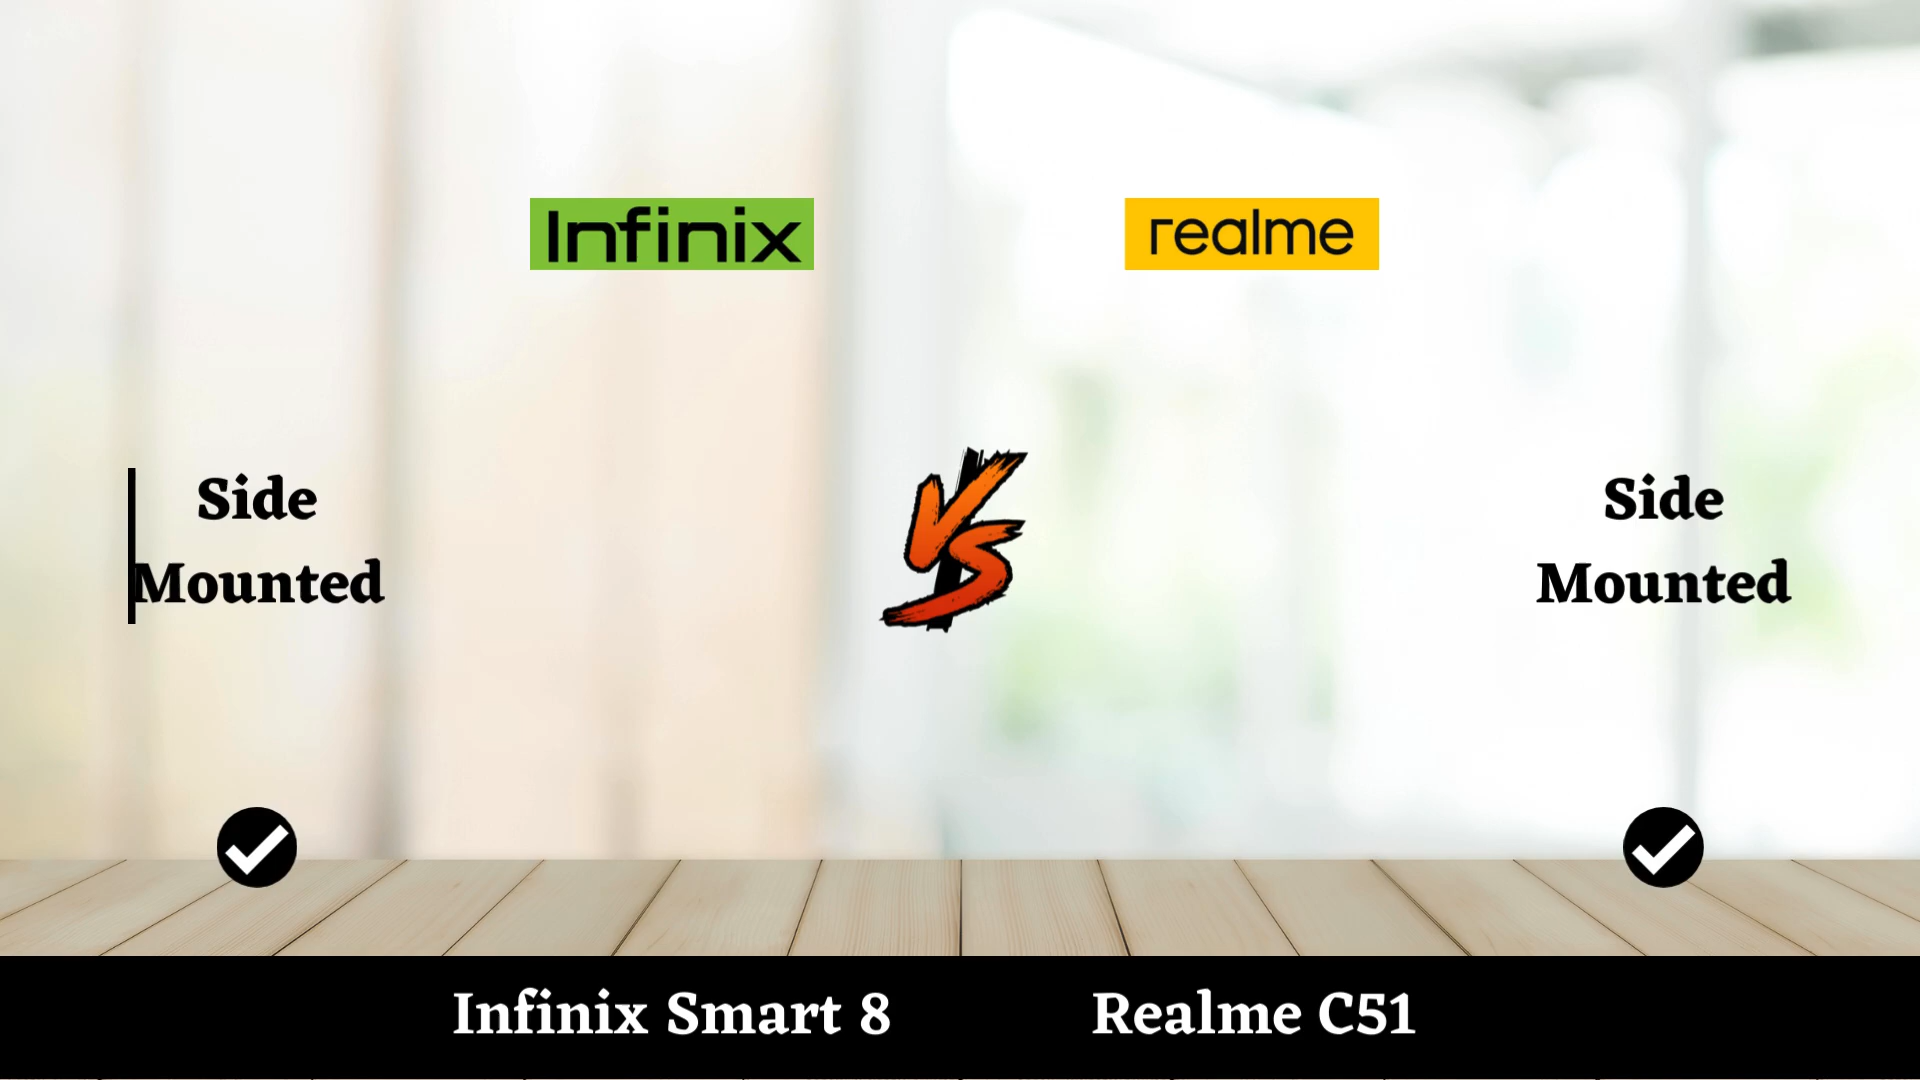 Infinix
realme
Side
Mounted
VS
Side
Mounted
Infinix Smart 8
Realme C51